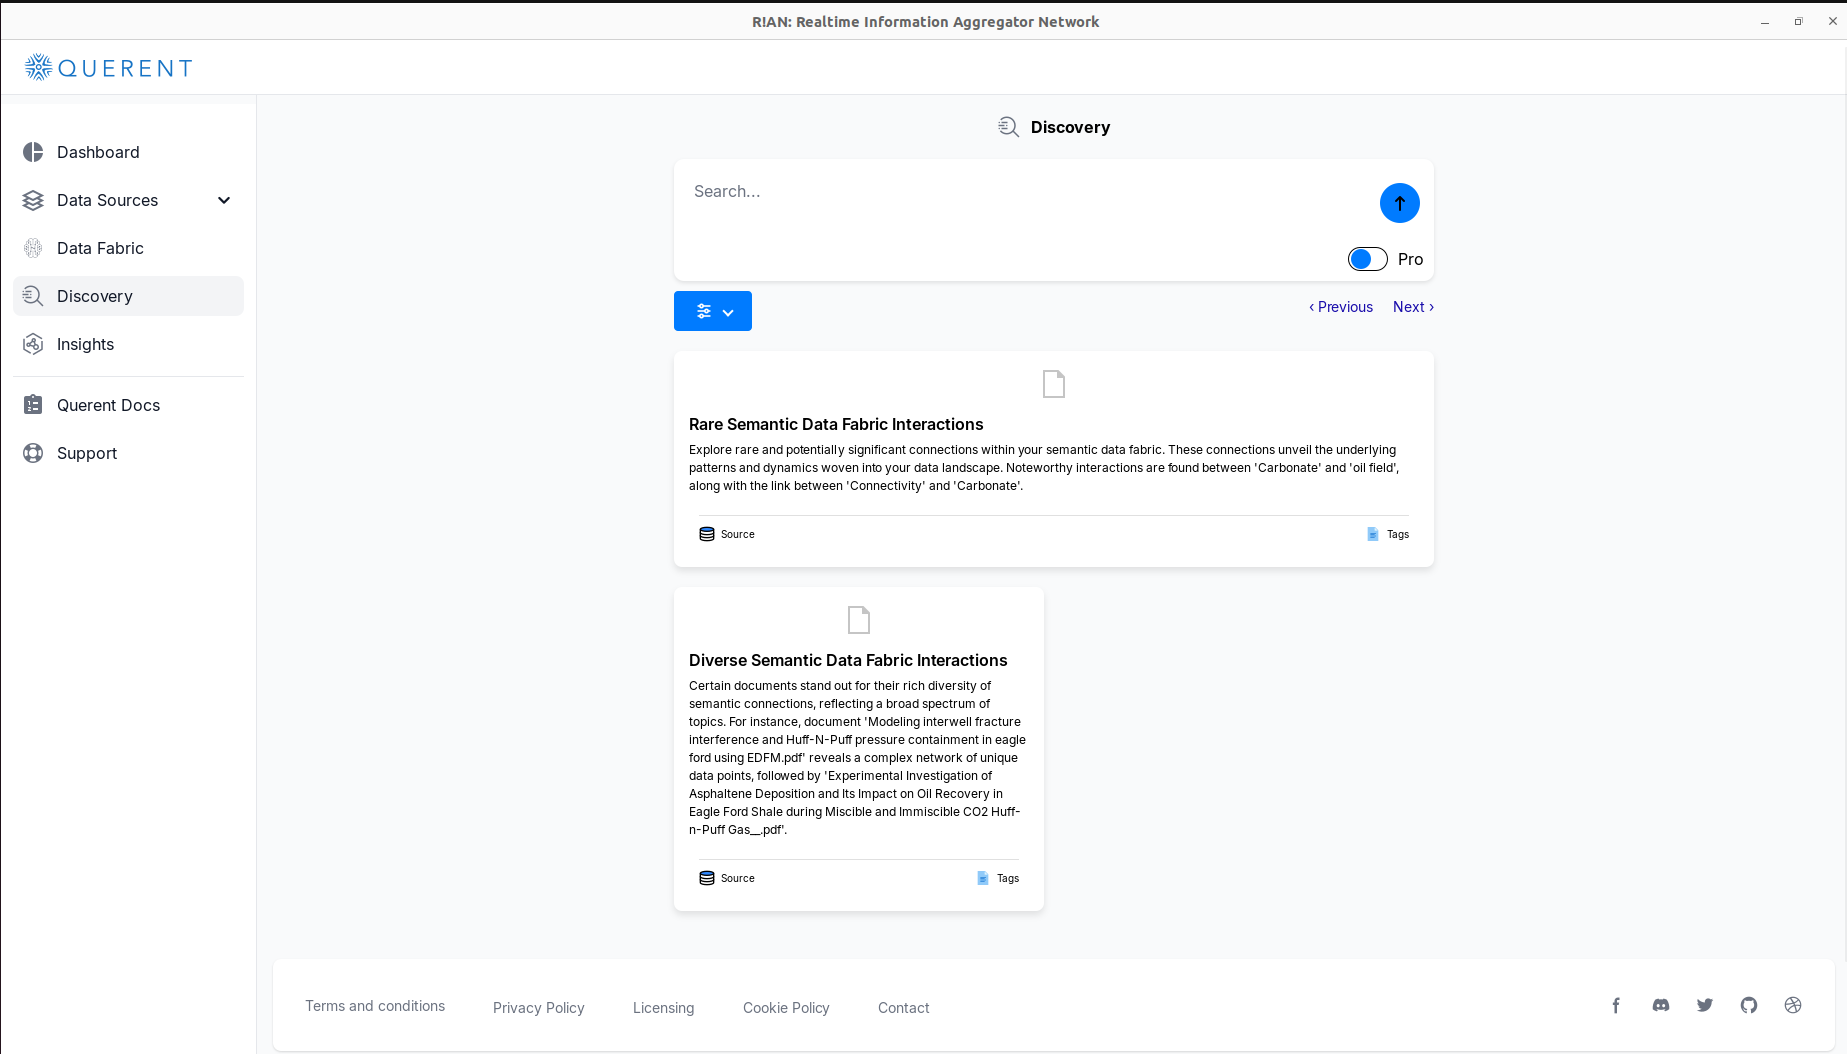 R!AN: Realtime Information Aggregator Network
QUERENT
Dashboard
Data Sources
Data Fabric
Discovery
Insights
Querent Docs
Support
Discovery
Search...
Pro
‹ Previous Next ›
Rare Semantic Data Fabric Interactions
Explore rare and potentially significant connections within your semantic data fabric. These connections unveil the underlying
patterns and dynamics woven into your data landscape. Noteworthy interactions are found between 'Carbonate' and 'oil field',
along with the link between 'Connectivity' and 'Carbonate'.
Source Tags
Diverse Semantic Data Fabric Interactions
Certain documents stand out for their rich diversity of
semantic connections, reflecting a broad spectrum of
topics. For instance, document 'Modeling interwell fracture
interference and Huff-N-Puff pressure containment in eagle
ford using EDFM.pdf' reveals a complex network of unique
data points, followed by 'Experimental Investigation of
Asphaltene Deposition and Its Impact on Oil Recovery in
Eagle Ford Shale during Miscible and Immiscible CO2 Huff-
n-Puff Gas__.pdf'.
Source Tags
Terms and conditions Privacy Policy Licensing Cookie Policy Contact